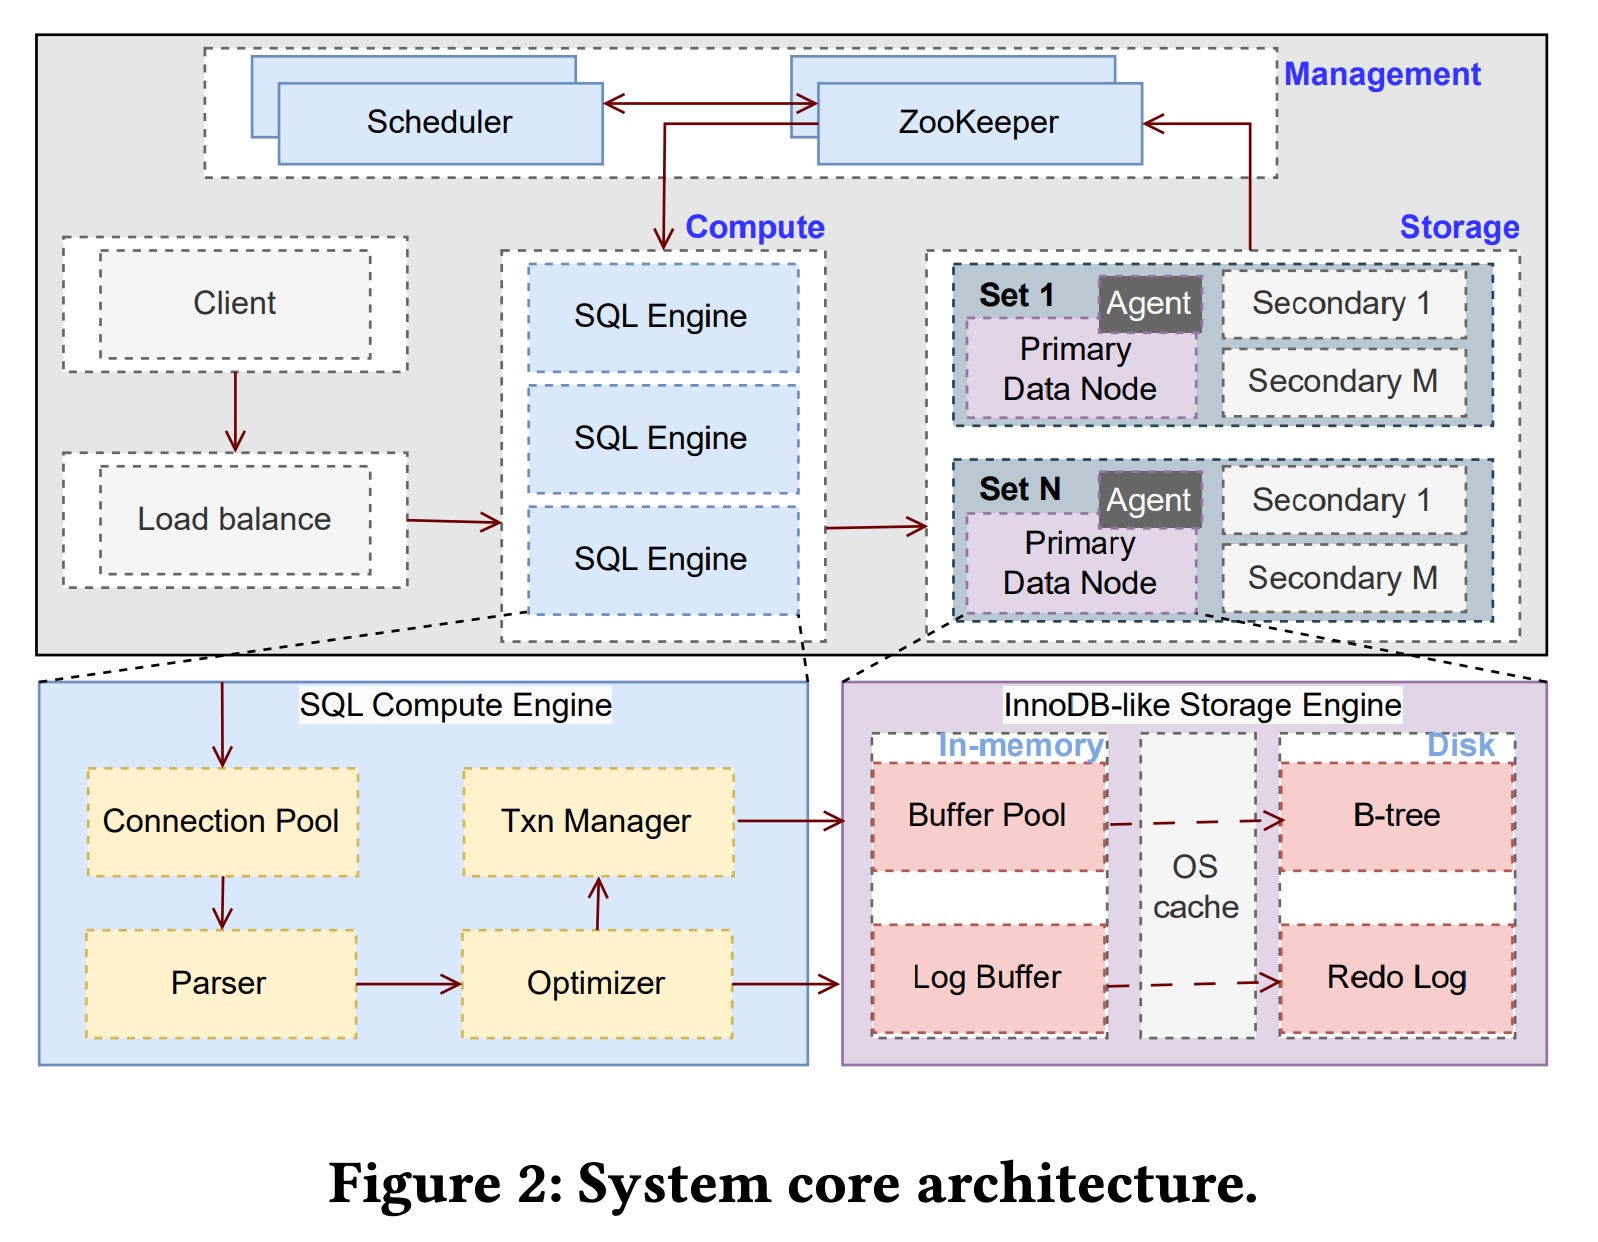 Management
Scheduler
ZooKeeper
Compute
Storage
Client
Load balance
SQL Engine
SQL Engine
SQL Engine
Set 1
Agent
Primary
Data Node
Secondary 1
Secondary M
Set N
Agent
Primary
Data Node
Secondary 1
Secondary M
SQL Compute Engine
Connection Pool
Txn Manager
Parser
Optimizer
InnoDB-like Storage Engine
In-memory
Disk
Buffer Pool
OS
cache
B-tree
Log Buffer
Redo Log
Figure 2: System core architecture.